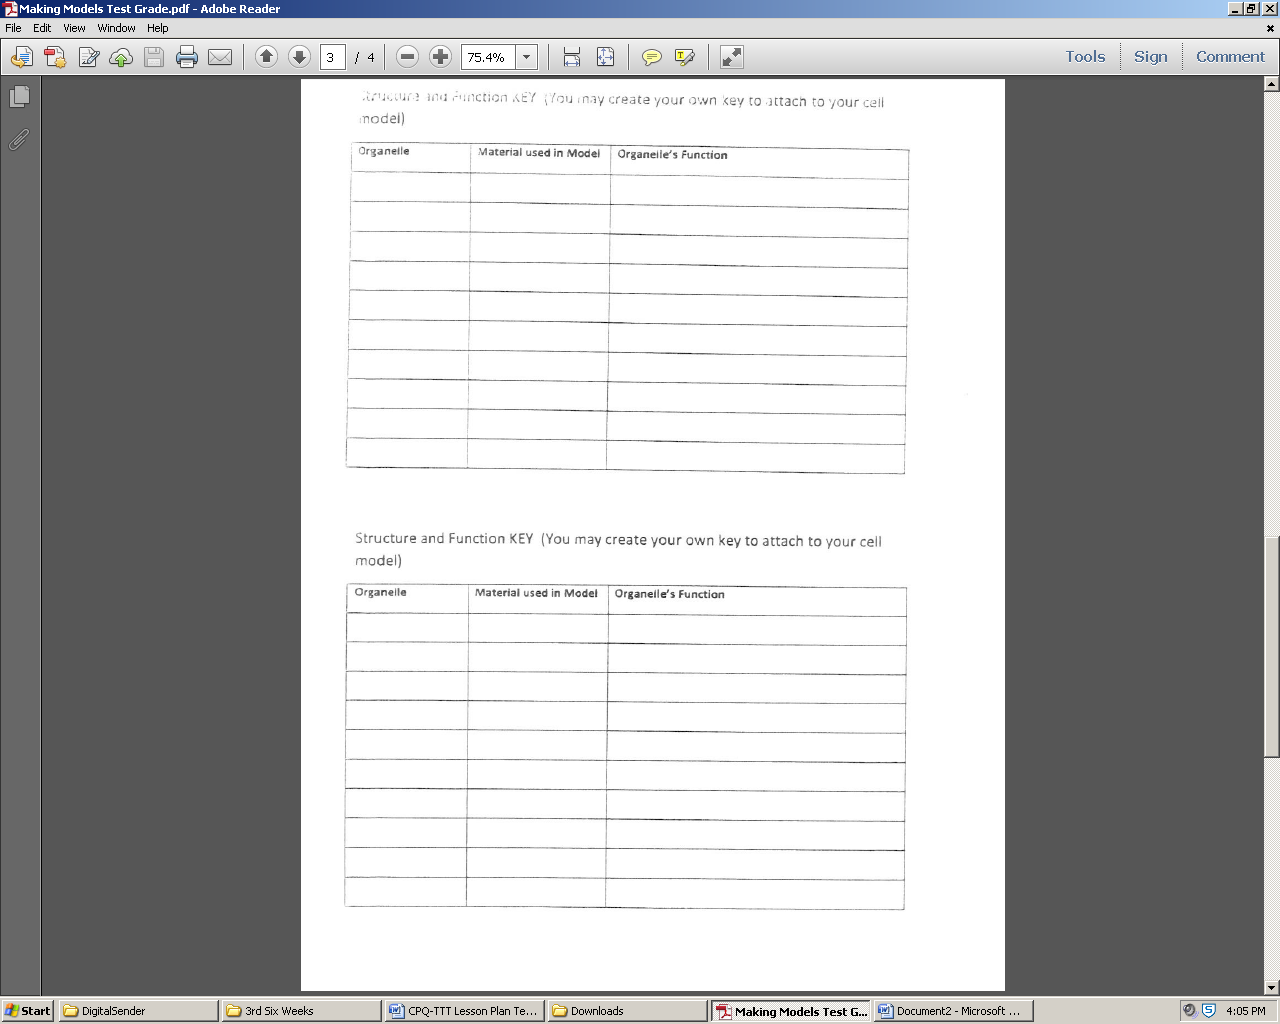 Making Models Test Grade.pdf - Adobe Reader
File Edit View Window Help
3 / 4 75.4% Tools Sign Comment
Structure and Function KEY (You may create your own key to attach to your cell
model)
Organelle Material used in Model Organelle's Function
Structure and Function KEY (You may create your own key to attach to your cell
model)
Organelle Material used in Model Organelle's Function
Start DigitalSender 3rd Six Weeks CPQ-TTT Lesson Plan Te... Downloads Making Models Test G... Document2 - Microsoft ... 4:05 PM